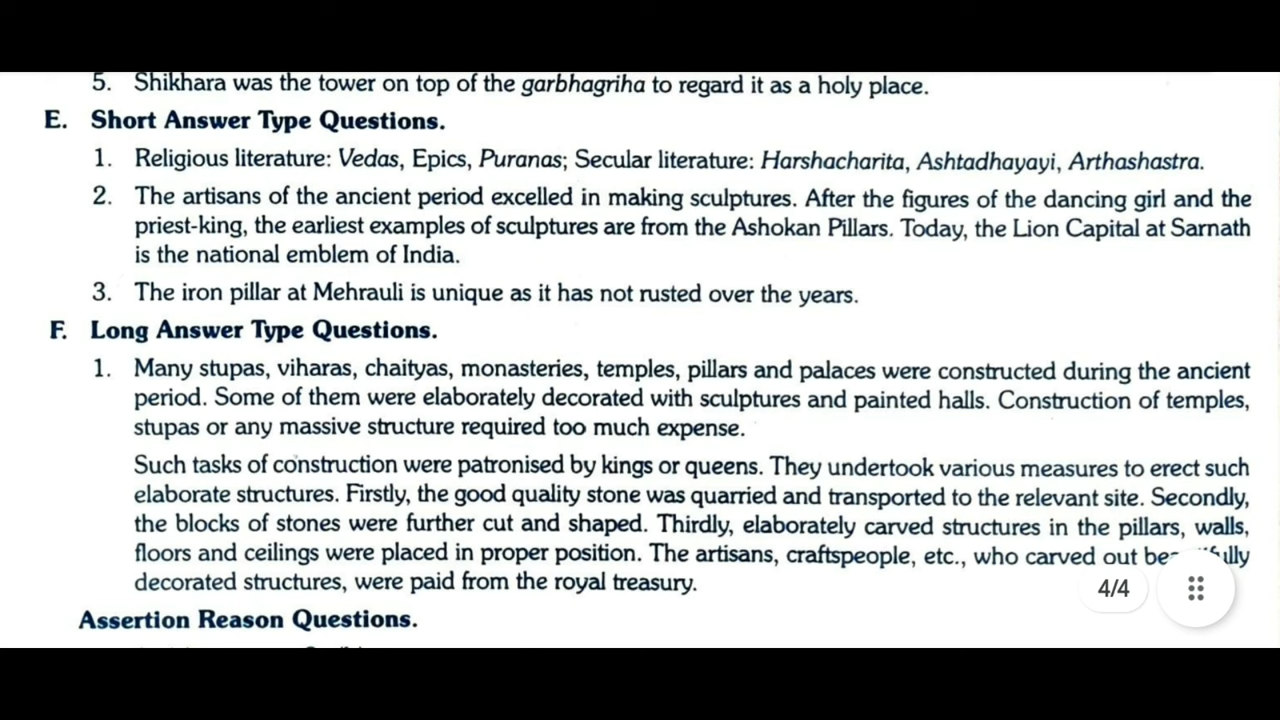 5. Shikhara was the tower on top of the garbhagriha to regard it as a holy place.
E. Short Answer Type Questions.
1. Religious literature: Vedas, Epics, Puranas; Secular literature: Harshacharita, Ashtadhayayi, Arthashastra.
2. The artisans of the ancient period excelled in making sculptures. After the figures of the dancing girl and the
priest-king, the earliest examples of sculptures are from the Ashokan Pillars. Today, the Lion Capital at Sarnath
is the national emblem of India.
3. The iron pillar at Mehrauli is unique as it has not rusted over the years.
F. Long Answer Type Questions.
1. Many stupas, viharas, chaityas, monasteries, temples, pillars and palaces were constructed during the ancient
period. Some of them were elaborately decorated with sculptures and painted halls. Construction of temples,
stupas or any massive structure required too much expense.
Such tasks of construction were patronised by kings or queens. They undertook various measures to erect such
elaborate structures. Firstly, the good quality stone was quarried and transported to the relevant site. Secondly,
the blocks of stones were further cut and shaped. Thirdly, elaborately carved structures in the pillars, walls,
floors and ceilings were placed in proper position. The artisans, craftspeople, etc., who carved out
decorated structures, were paid from the royal treasury.
4/4
Assertion Reason Questions.